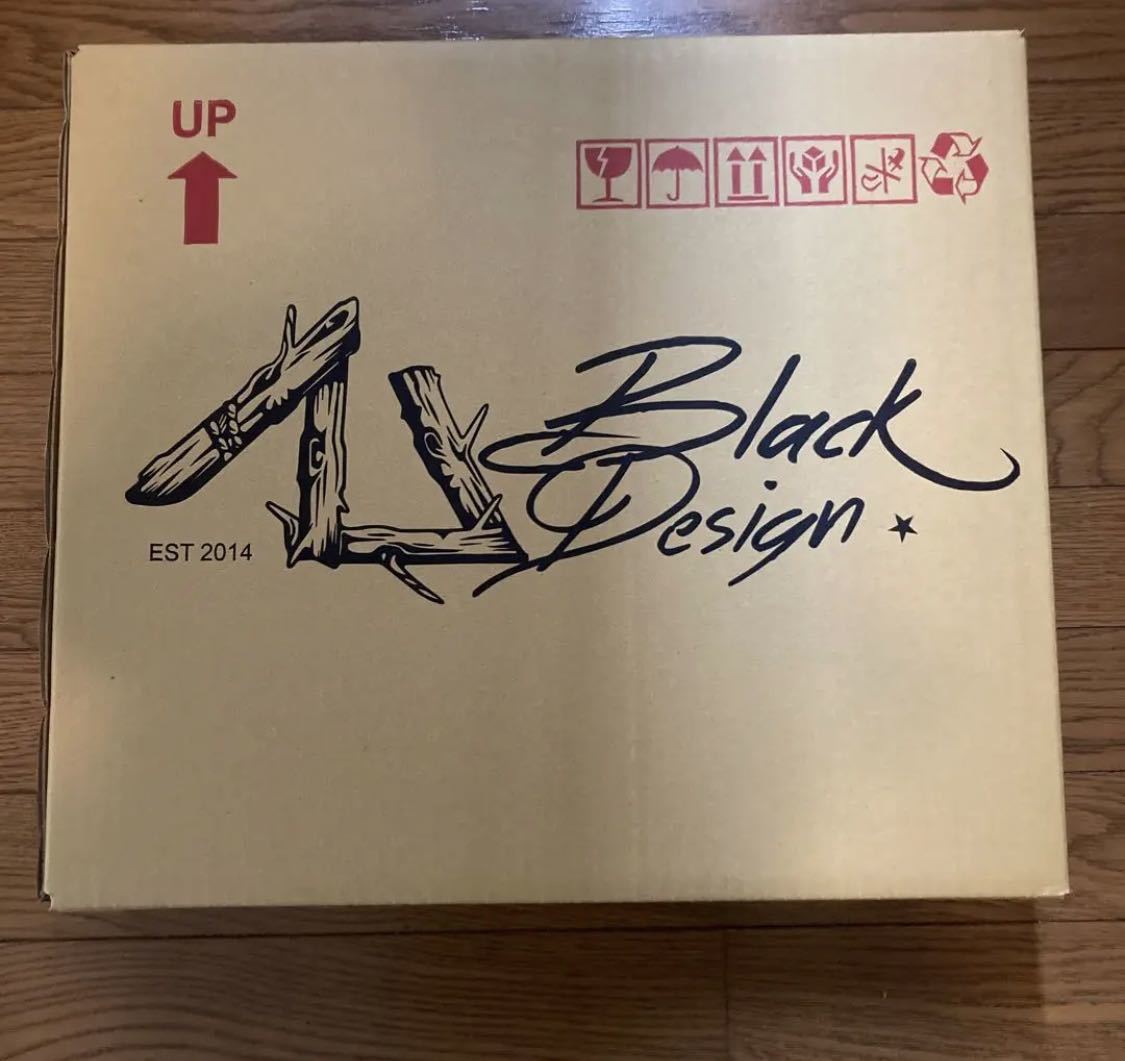 UP
Black
Design
EST 2014